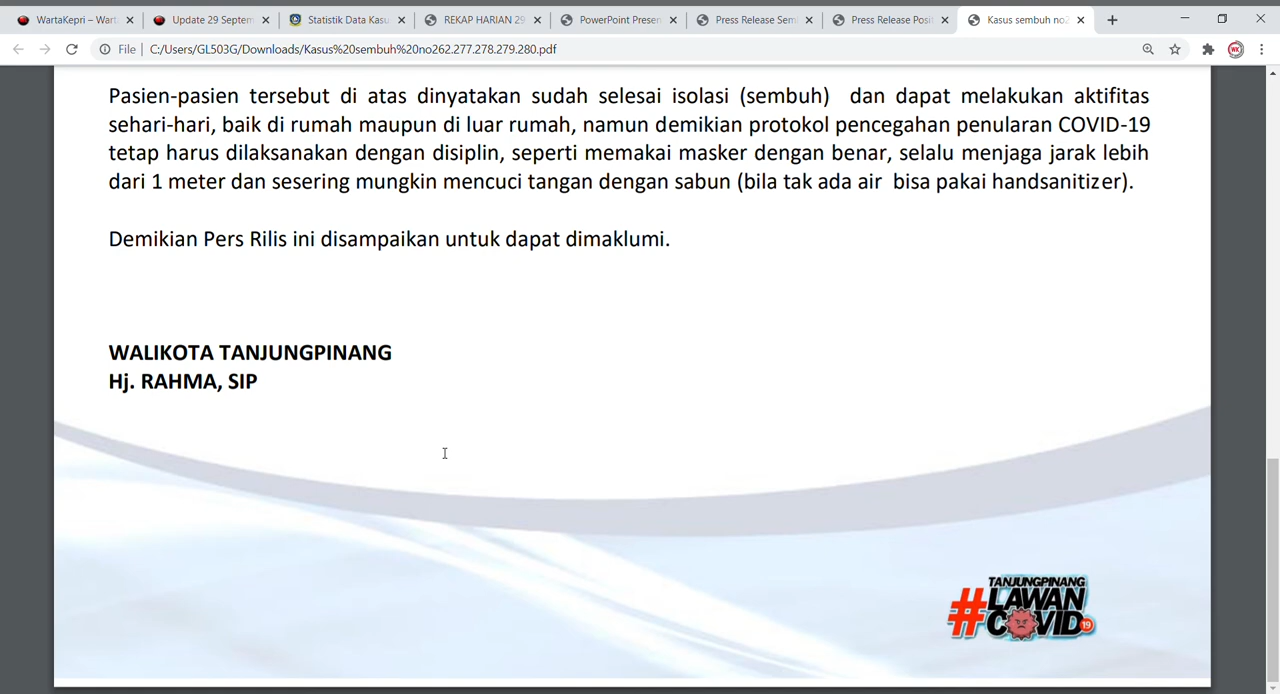 WartaKepri – Wart
Update 29 Septem
Statistik Data Kasu
REKAP HARIAN 29
PowerPoint Presen
Press Release Sem
Press Release Posi
Kasus sembuh no2
File | C:/Users/GL503G/Downloads/Kasus%20sembuh%20no262.277.278.279.280.pdf
WK
Pasien-pasien tersebut di atas dinyatakan sudah selesai isolasi (sembuh) dan dapat melakukan aktifitas
sehari-hari, baik di rumah maupun di luar rumah, namun demikian protokol pencegahan penularan COVID-19
tetap harus dilaksanakan dengan disiplin, seperti memakai masker dengan benar, selalu menjaga jarak lebih
dari 1 meter dan sesering mungkin mencuci tangan dengan sabun (bila tak ada air bisa pakai handsanitizer).
Demikian Pers Rilis ini disampaikan untuk dapat dimaklumi.
WALIKOTA TANJUNGPINANG
Hj. RAHMA, SIP
TANJUNGPINANG
#LAWAN
COVID 19